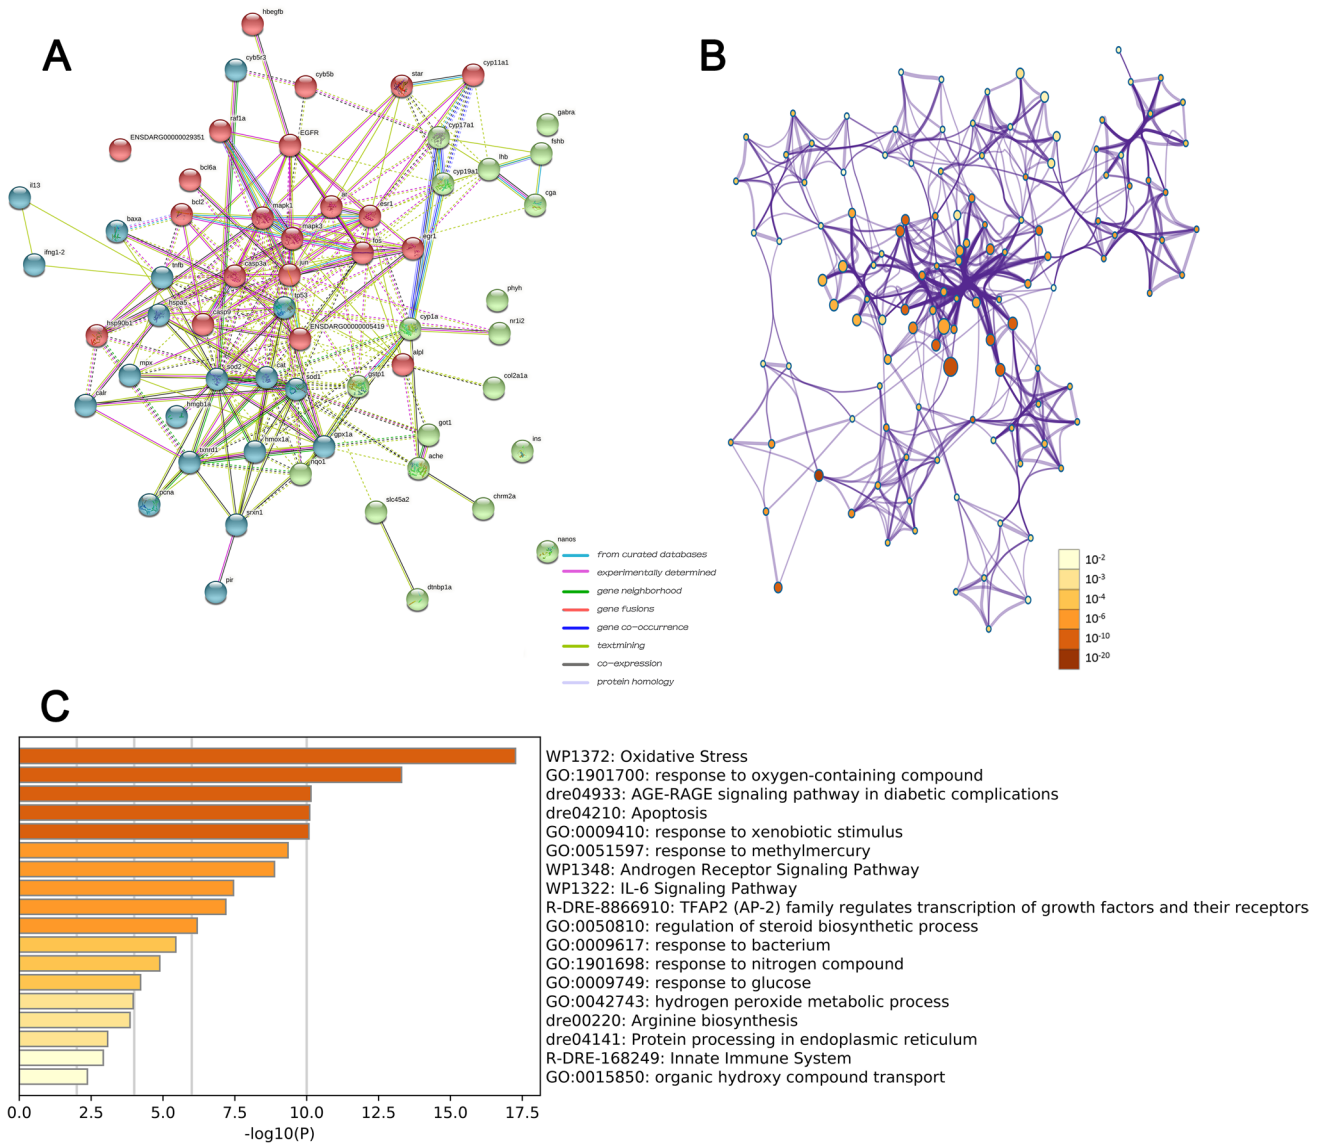 A
B
hbegfb
cyb5r3
cyb5b
star
cyp11a1
raf1a
EGFR
cyp17a1
gabra
fshb
ENSDARG00000029351
lhb
bcl6a
cyp19a1
cga
il13
bcl2
mapk1
ar
esr1
baxa
mapk3
fos
egr1
ifng1-2
tnfb
casp3a
jun
hspa5
tp53
phyh
hsp90b1
casp9
ENSDARG00000005419
cyp1a
nr1i2
mpx
sod2
cat
sod1
gstp1
alpl
col2a1a
calr
hmgb1a
got1
txnrd1
hmox1a
gpx1a
ins
nqo1
ache
pcna
srxn1
slc45a2
chrm2a
nanos
pir
dtnbp1a
from curated databases
experimentally determined
gene neighborhood
gene fusions
gene co-occurrence
textmining
co-expression
protein homology
10-2
10-3
10-4
10-6
10-10
10-20
C
WP1372: Oxidative Stress
GO:1901700: response to oxygen-containing compound
dre04933: AGE-RAGE signaling pathway in diabetic complications
dre04210: Apoptosis
GO:0009410: response to xenobiotic stimulus
GO:0051597: response to methylmercury
WP1348: Androgen Receptor Signaling Pathway
WP1322: IL-6 Signaling Pathway
R-DRE-8866910: TFAP2 (AP-2) family regulates transcription of growth factors and their receptors
GO:0050810: regulation of steroid biosynthetic process
GO:0009617: response to bacterium
GO:1901698: response to nitrogen compound
GO:0009749: response to glucose
GO:0042743: hydrogen peroxide metabolic process
dre00220: Arginine biosynthesis
dre04141: Protein processing in endoplasmic reticulum
R-DRE-168249: Innate Immune System
GO:0015850: organic hydroxy compound transport
0.0 2.5 5.0 7.5 10.0 12.5 15.0 17.5
-log10(P)